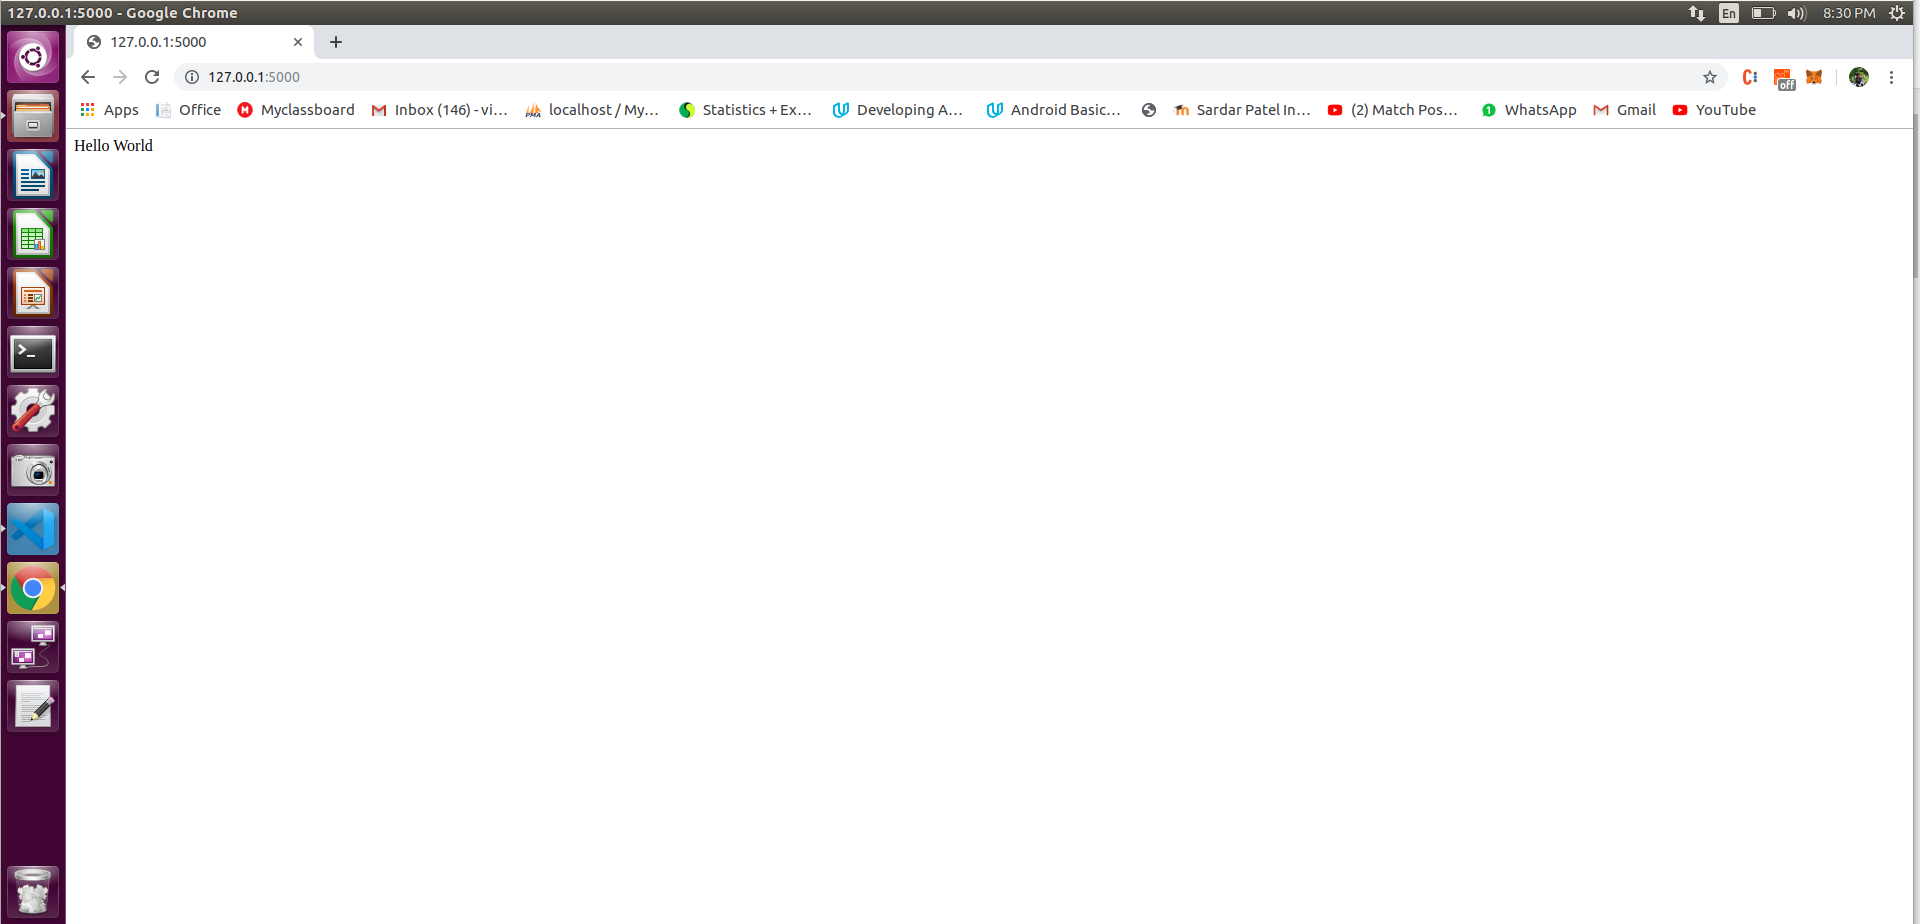 127.0.0.1:5000 - Google Chrome
En
8:30 PM
127.0.0.1:5000
127.0.0.1:5000
off
Apps Office Myclassboard Inbox (146) - vi... localhost / My... Statistics + Ex... Developing A... Android Basic... Sardar Patel In... (2) Match Pos... WhatsApp Gmail YouTube
Hello World